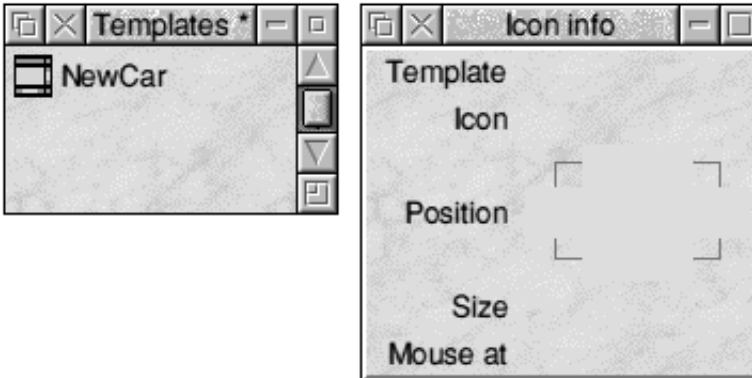 Templates *
NewCar
Icon info
Template
Icon
Position
Size
Mouse at